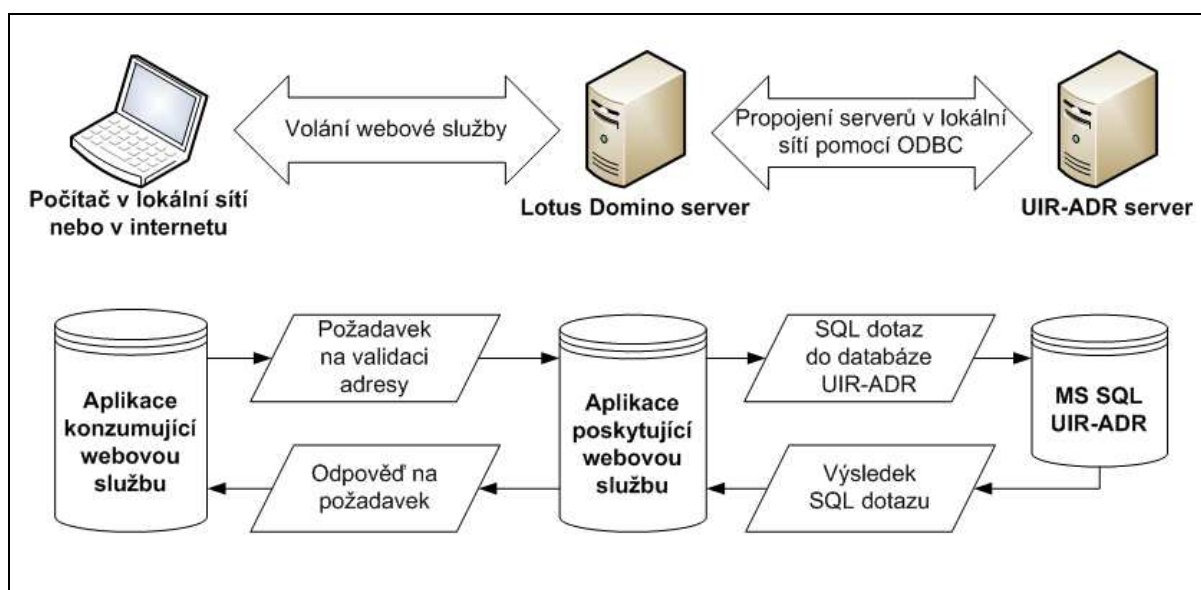 Volání webové služby
Propojení serverů v lokální
sítí pomocí ODBC
Počítač v lokální sítí
nebo v internetu
Lotus Domino server
UIR-ADR server
Aplikace
konzumující
webovou
službu
Požadavek
na validaci
adresy
Odpověď na
požadavek
Aplikace
poskytující
webovou
službu
SQL dotaz
do databáze
UIR-ADR
Výsledek
SQL dotazu
MS SQL
UIR-ADR